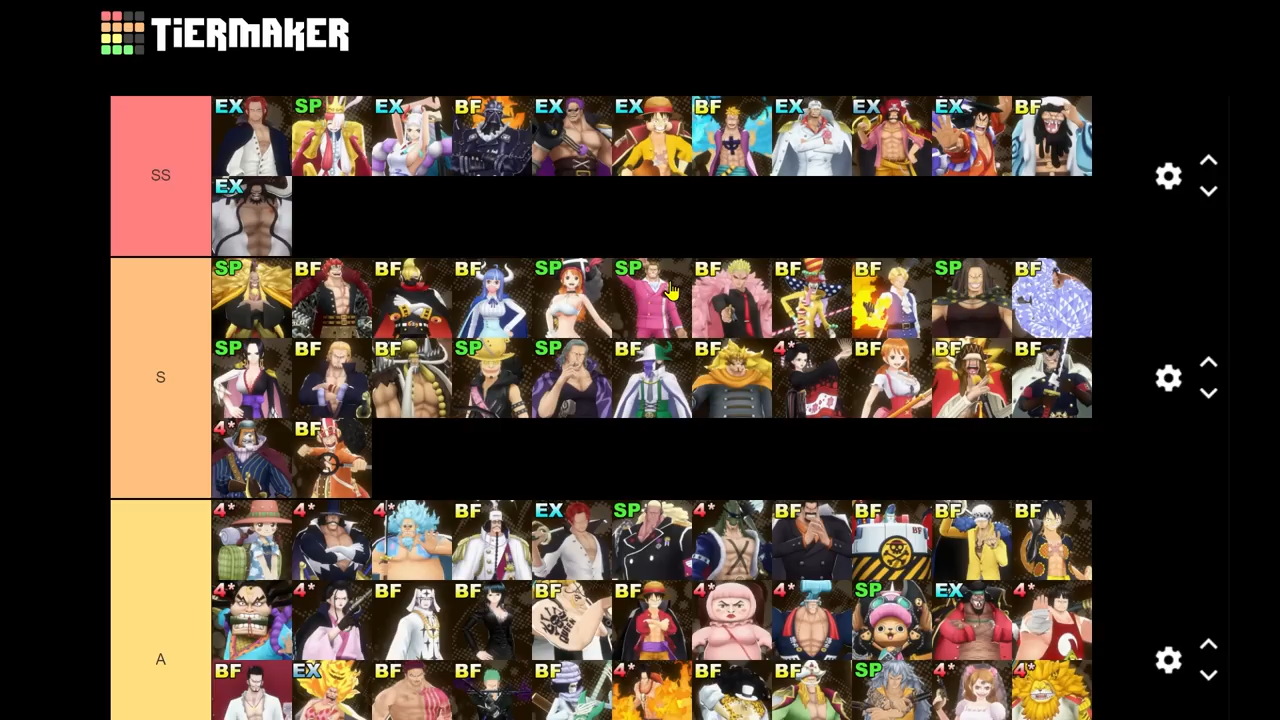 TIERMAKER
EX SP EX BF EX EX BF EX EX EX BF
SS
EX
SP BF BF BF SP SP BF BF BF SP BF
S
SP BF BF SP SP BF BF 4* BF BF BF
4* BF
4* 4* 4* BF EX SP 4* BF BF BF BF
4* 4* BF BF BF BF 4* 4* SP EX 4*
A
BF EX BF BF BF 4* BF BF SP 4* 4*